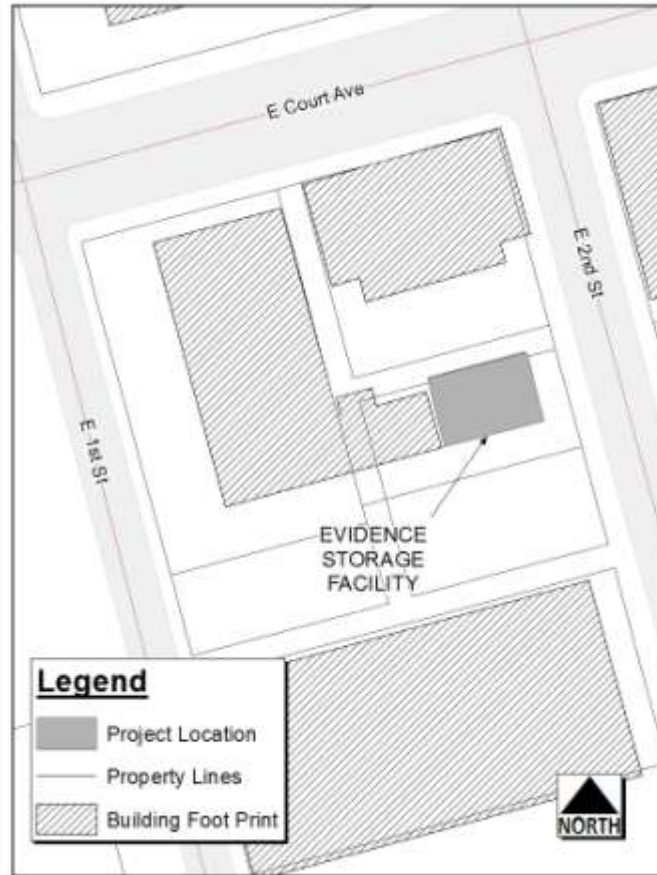 E Court Ave
E 2nd St
E 1st St
EVIDENCE
STORAGE
FACILITY
Legend
Project Location
Property Lines
Building Foot Print
NORTH